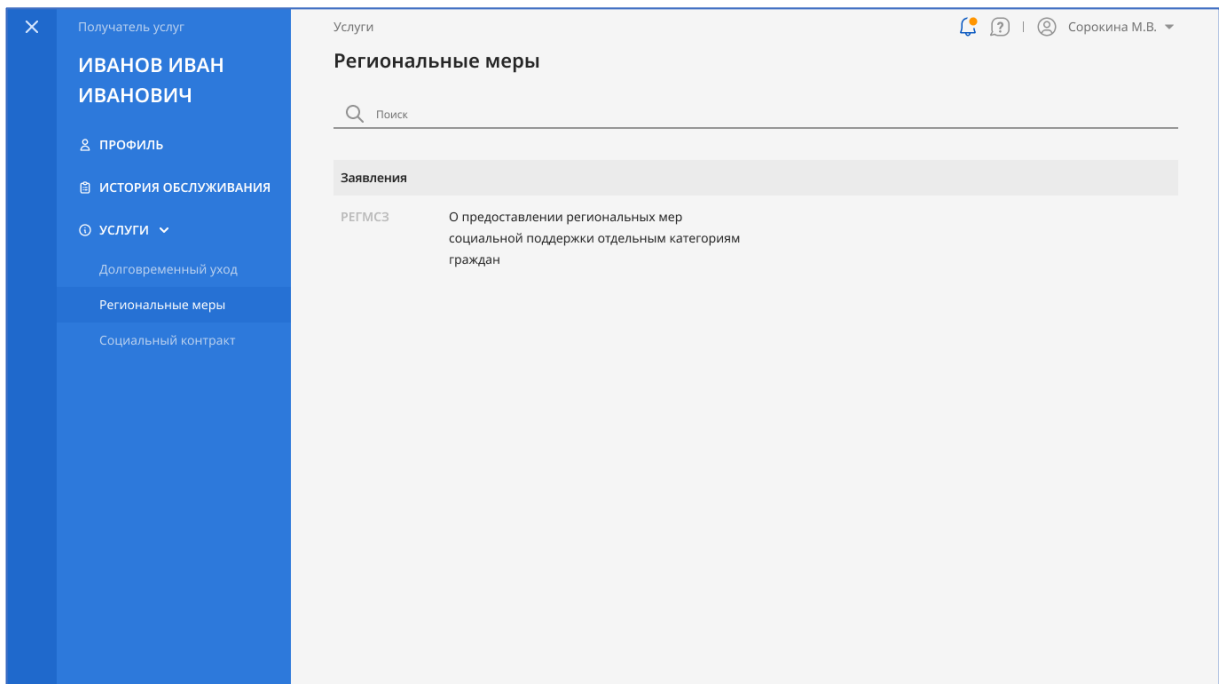 Получатель услуг
ИВАНОВ ИВАН
ИВАНОВИЧ
ПРОФИЛЬ
ИСТОРИЯ ОБСЛУЖИВАНИЯ
УСЛУГИ
Долговременный уход
Региональные меры
Социальный контракт
Услуги
Сорокина М.В.
Региональные меры
Поиск
Заявления
РЕГМСЗ О предоставлении региональных мер
социальной поддержки отдельным категориям
граждан